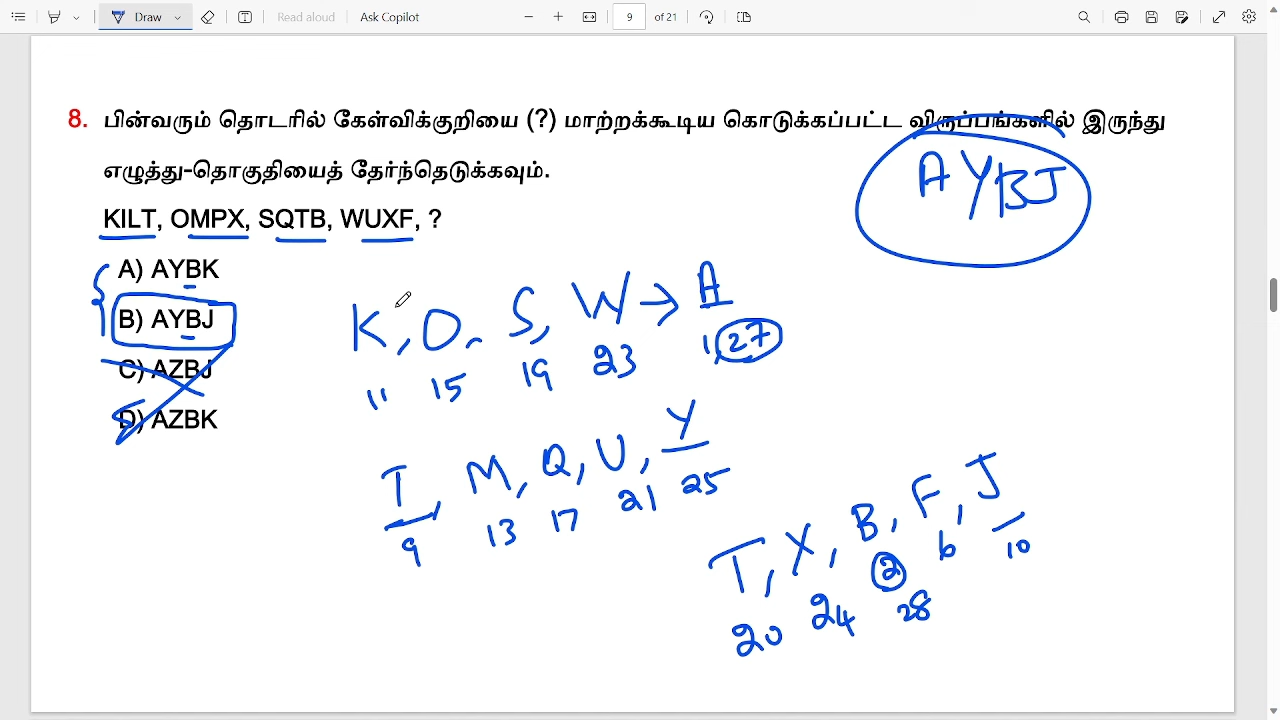 Draw
Read aloud
Ask Copilot
9
of 21
8. பின்வரும் தொடரில் கேள்விக்குறியை (?) மாற்றக்கூடிய கொடுக்கப்பட்ட விருப்பங்களில் இருந்து
எழுத்து-தொகுதியைத் தேர்ந்தெடுக்கவும்.
AYBJ
KILT, OMPX, SQTB, WUXF, ?
A) AYBK
B) AYBJ
C) AZBJ
D) AZBK
K, O, S, W → A
11 15 19 23 1, 27
I, M, Q, U, Y
9 13 17 21 25
T, X, B, F, J
20 24 2 6 10
28